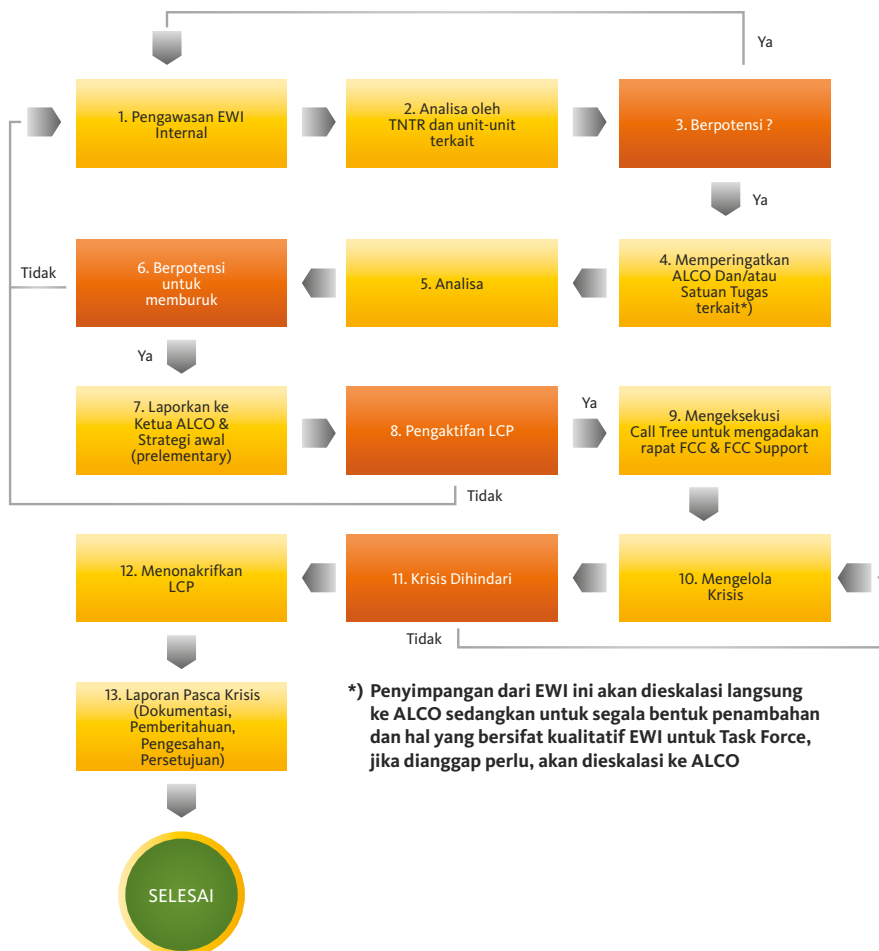 Ya
1. Pengawasan EWI
Internal
2. Analisa oleh
TNTR dan unit-unit
terkait
3. Berpotensi ?
Ya
4. Memperingatkan
ALCO Dan/atau
Satuan Tugas
terkait*)
5. Analisa
6. Berpotensi
untuk
memburuk
Tidak
Ya
7. Laporkan ke
Ketua ALCO &
Strategi awal
(prelementary)
8. Pengaktifan LCP
Ya
9. Mengeksekusi
Call Tree untuk mengadakan
rapat FCC & FCC Support
Tidak
10. Mengelola
Krisis
11. Krisis Dihindari
Tidak
12. Menonakrifkan
LCP
13. Laporan Pasca Krisis
(Dokumentasi,
Pemberitahuan,
Pengesahan,
Persetujuan)
SELESAI
*) Penyimpangan dari EWI ini akan dieskalasi langsung
ke ALCO sedangkan untuk segala bentuk penambahan
dan hal yang bersifat kualitatif EWI untuk Task Force,
jika dianggap perlu, akan dieskalasi ke ALCO